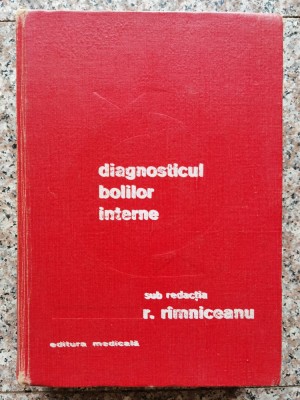 diagnosticul
bolilor
interne
sub redacția
r. rîmniceanu
editura medicală